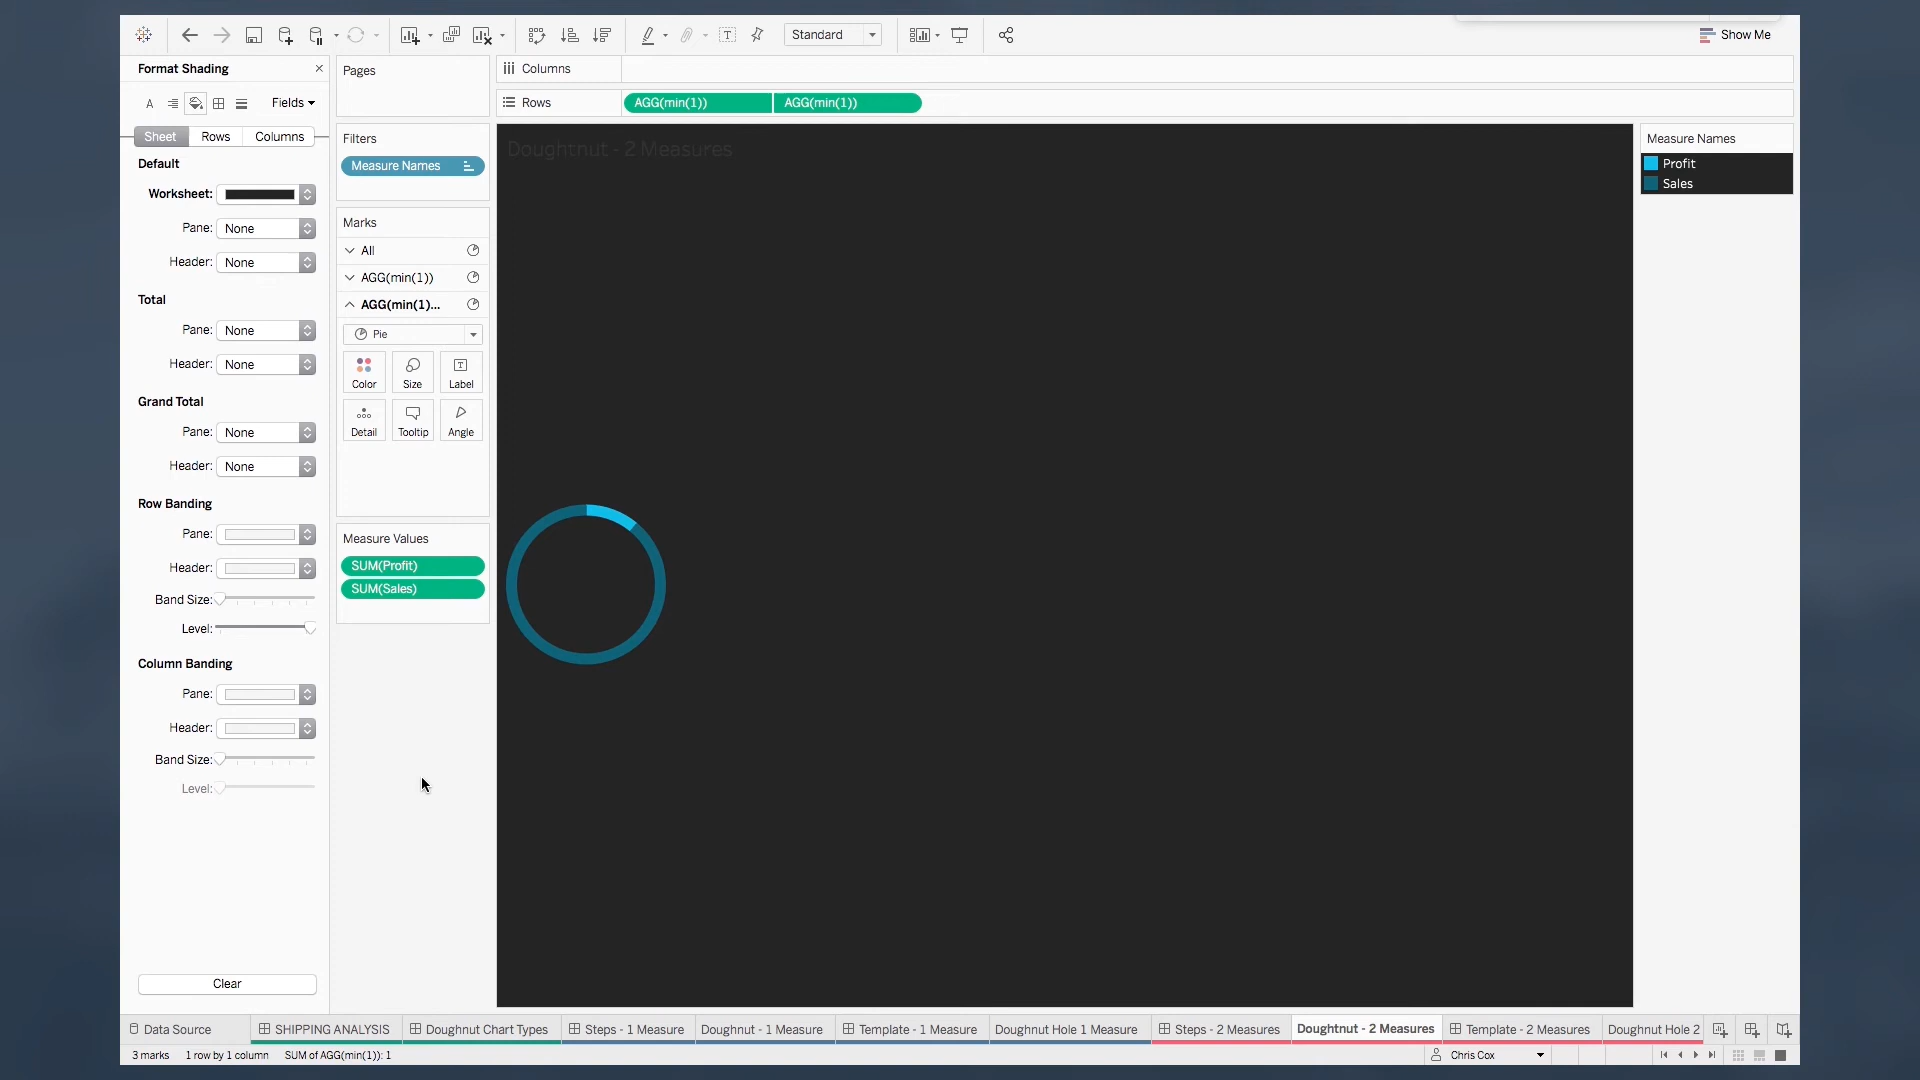 Standard
Show Me
Format Shading
Fields
Sheet
Rows
Columns
Default
Worksheet:
Pane: None
Header: None
Total
Pane: None
Header: None
Grand Total
Pane: None
Header: None
Row Banding
Pane:
Header:
Band Size:
Level:
Column Banding
Pane:
Header:
Band Size:
Level:
Clear
Pages
Filters
Measure Names
Marks
All
AGG(min(1))
AGG(min(1)...
Pie
Color Size Label
Detail Tooltip Angle
Measure Values
SUM(Profit)
SUM(Sales)
Columns
Rows AGG(min(1)) AGG(min(1))
Doughtnut - 2 Measures
Measure Names
Profit
Sales
Data Source SHIPPING ANALYSIS Doughnut Chart Types Steps - 1 Measure Doughnut - 1 Measure Template - 1 Measure Doughnut Hole 1 Measure Steps - 2 Measures Doughtnut - 2 Measures Template - 2 Measures Doughnut Hole 2
3 marks 1 row by 1 column SUM of AGG(min(1)): 1 Chris Cox